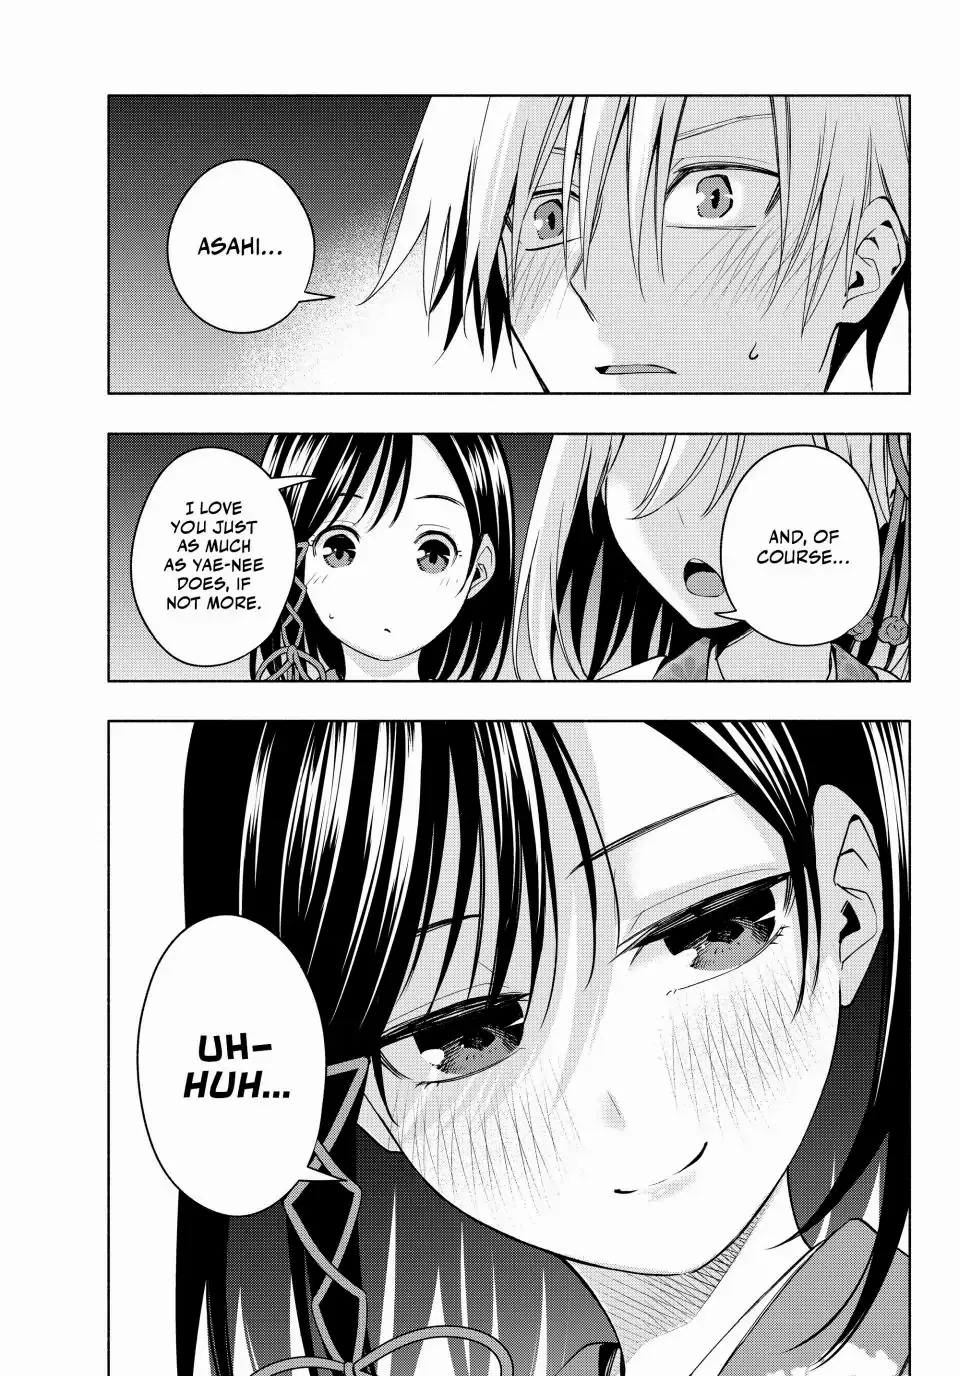 ASAHI...
AND, OF
COURSE...
I LOVE
YOU JUST
AS MUCH
AS YAE-NEE
DOES, IF
NOT MORE.
UH-
HUH...